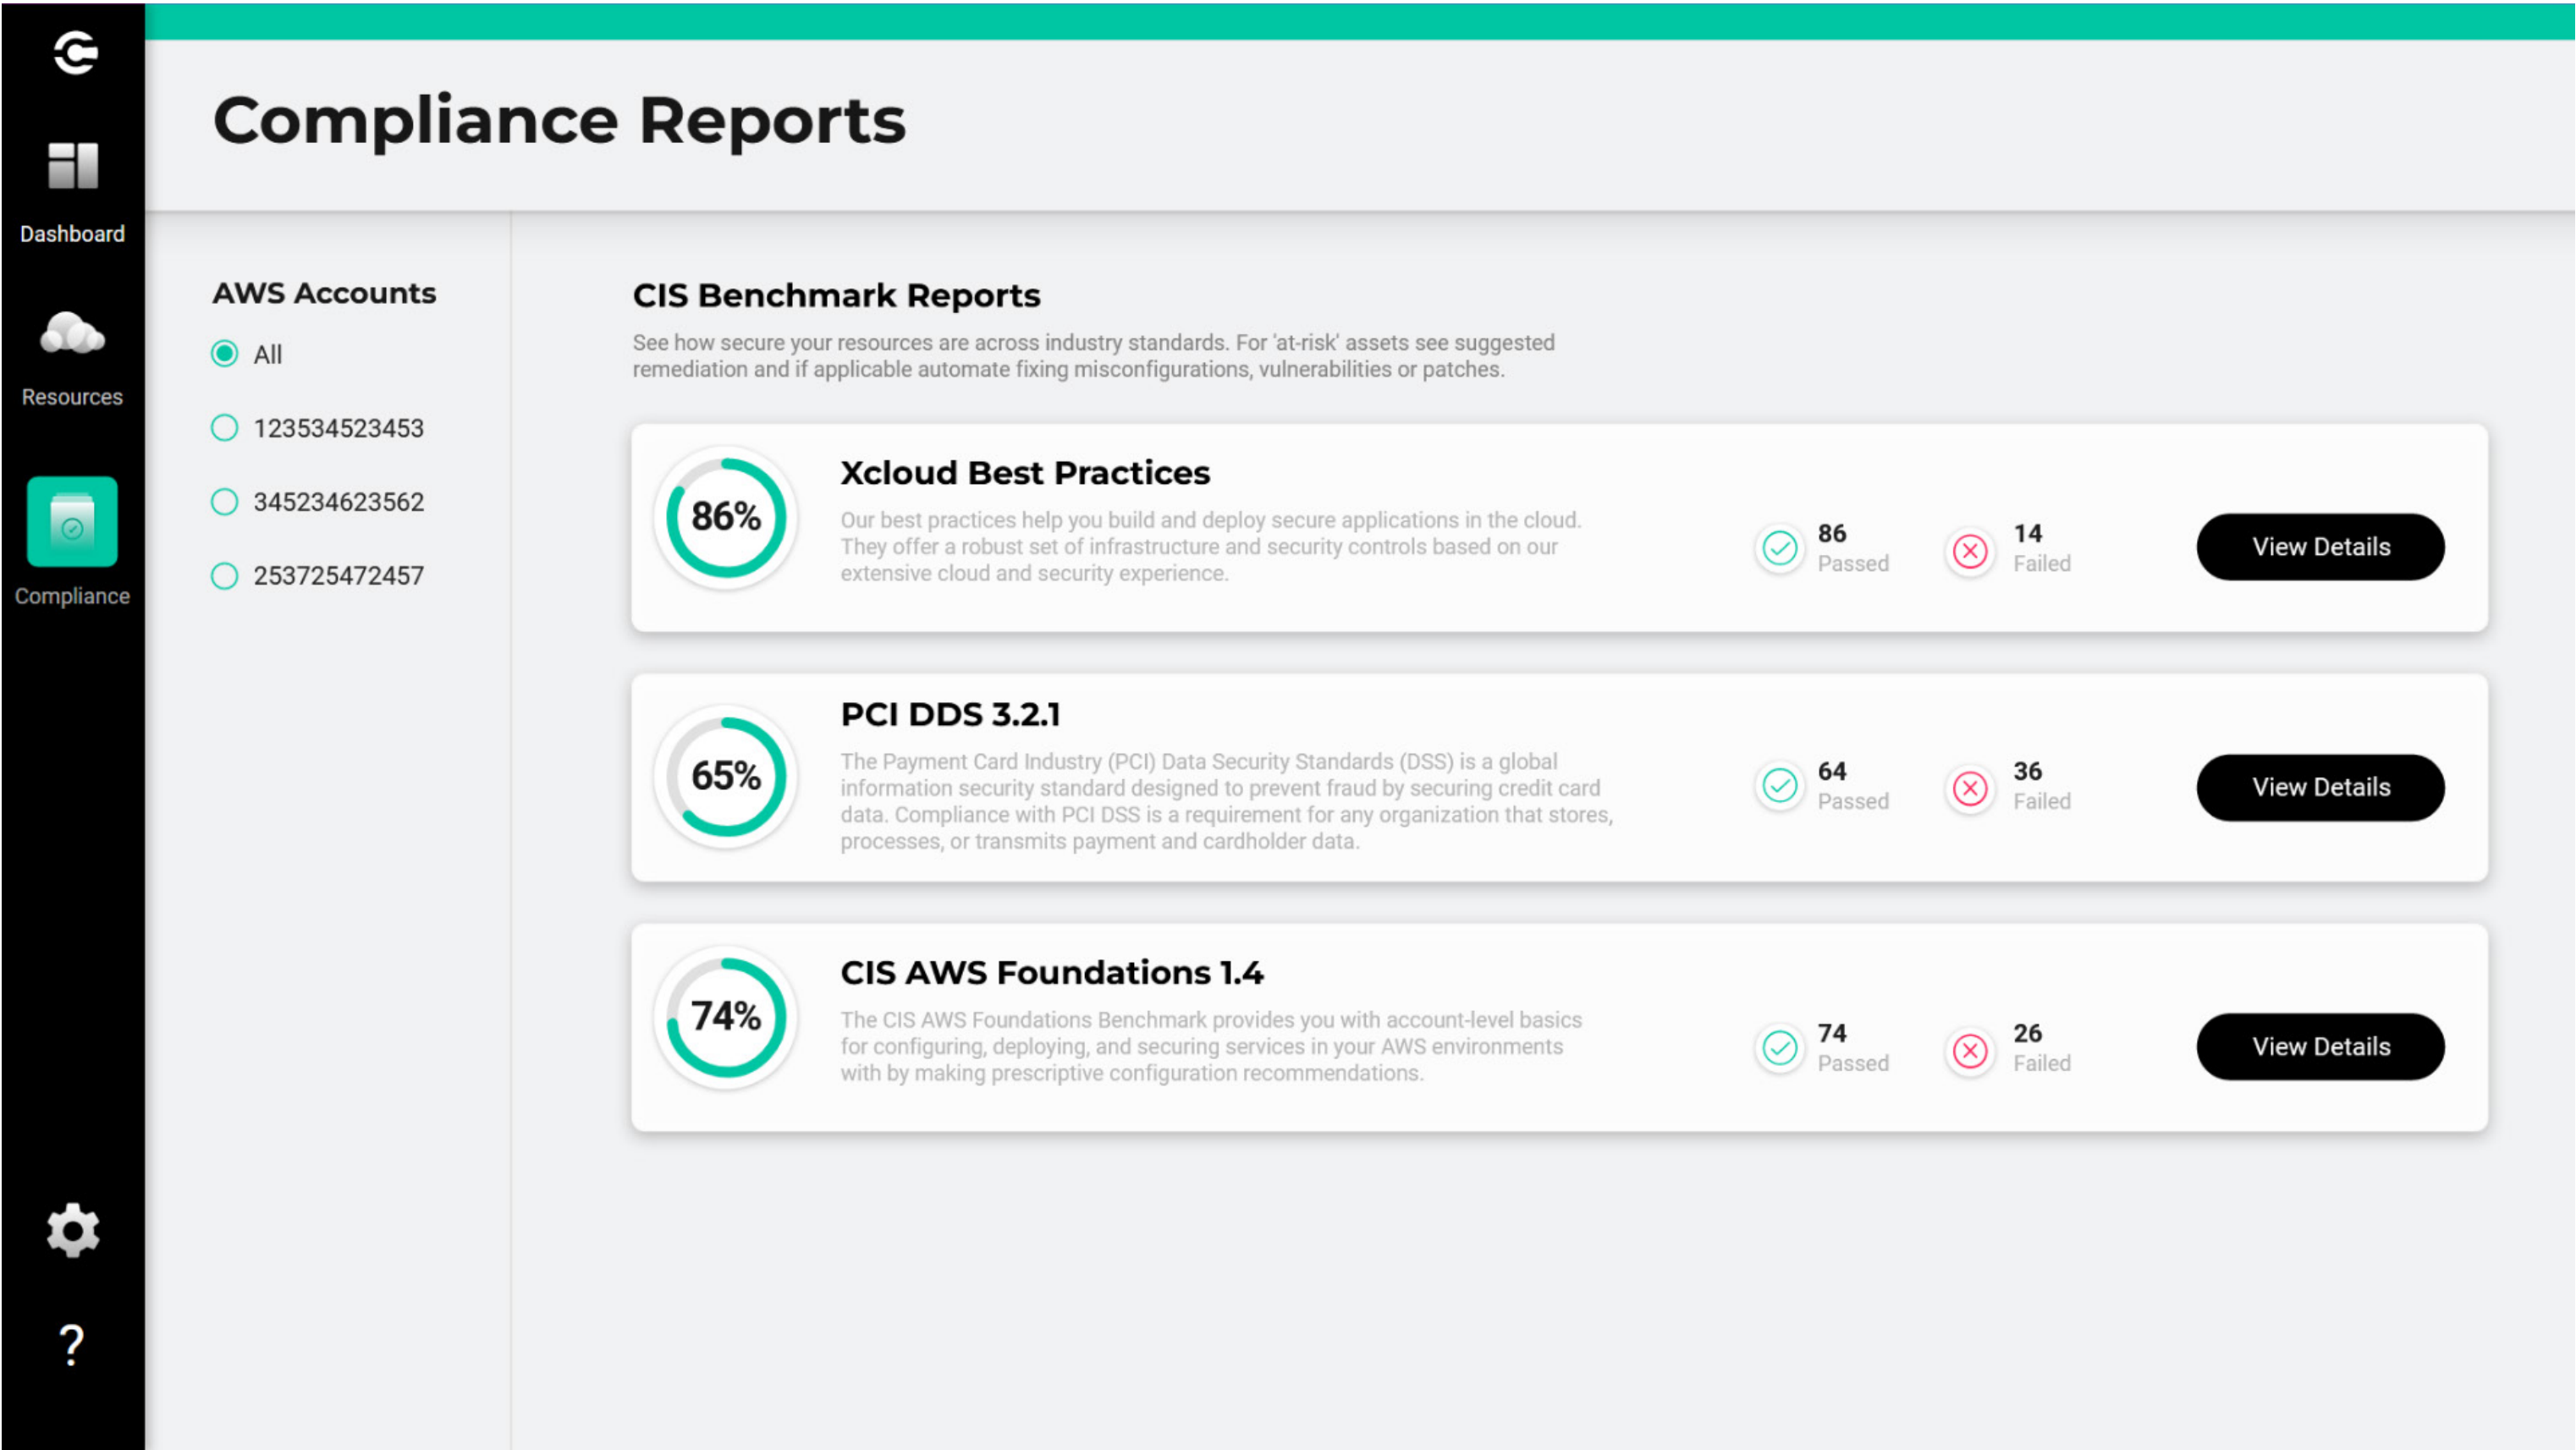 Compliance Reports
Dashboard
Resources
Compliance
?
AWS Accounts
All
123534523453
345234623562
253725472457
CIS Benchmark Reports
See how secure your resources are across industry standards. For 'at-risk' assets see suggested
remediation and if applicable automate fixing misconfigurations, vulnerabilities or patches.
86%
Xcloud Best Practices
Our best practices help you build and deploy secure applications in the cloud.
They offer a robust set of infrastructure and security controls based on our
extensive cloud and security experience.
86
Passed
14
Failed
View Details
65%
PCI DDS 3.2.1
The Payment Card Industry (PCI) Data Security Standards (DSS) is a global
information security standard designed to prevent fraud by securing credit card
data. Compliance with PCI DSS is a requirement for any organization that stores,
processes, or transmits payment and cardholder data.
64
Passed
36
Failed
View Details
74%
CIS AWS Foundations 1.4
The CIS AWS Foundations Benchmark provides you with account-level basics
for configuring, deploying, and securing services in your AWS environments
with by making prescriptive configuration recommendations.
74
Passed
26
Failed
View Details